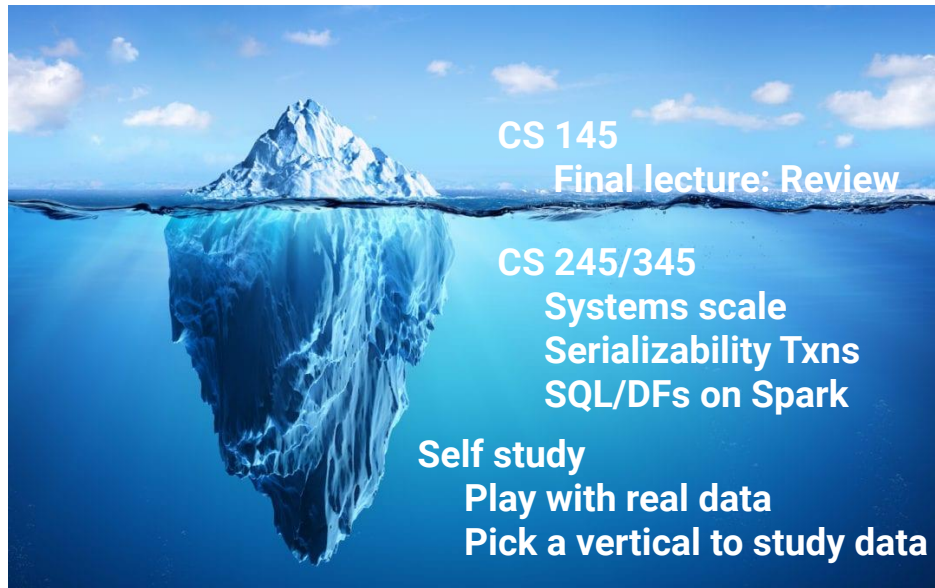 CS 145
Final lecture: Review
CS 245/345
Systems scale
Serializability Txns
SQL/DFs on Spark
Self study
Play with real data
Pick a vertical to study data